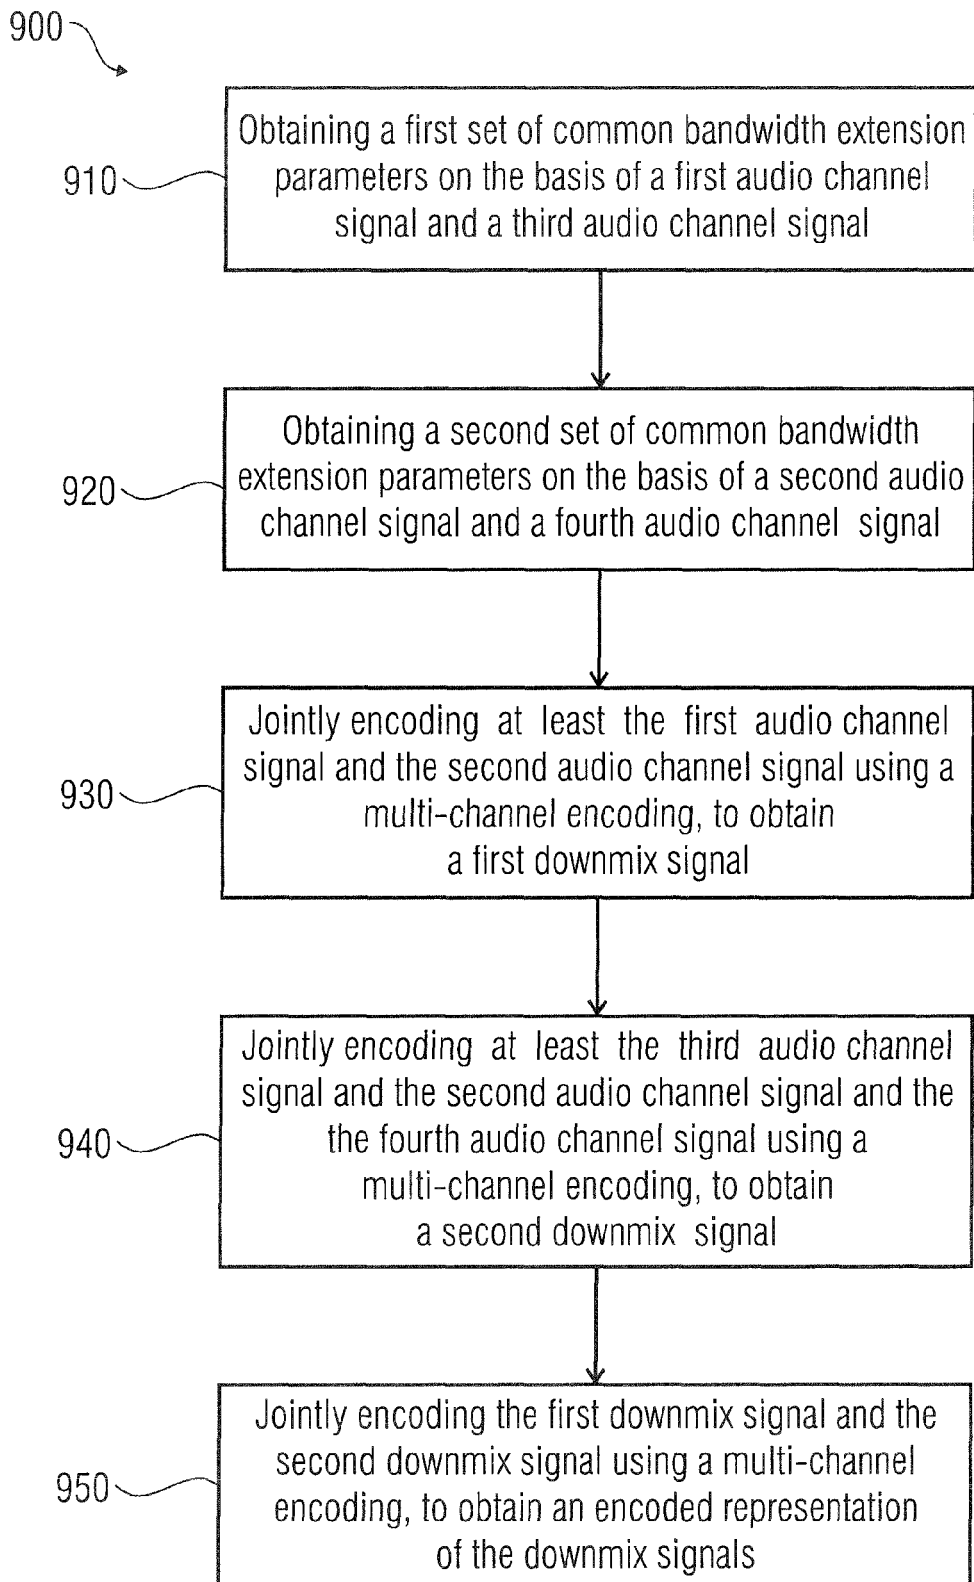 900
Obtaining a first set of common bandwidth extension
parameters on the basis of a first audio channel
signal and a third audio channel signal
910
Obtaining a second set of common bandwidth
extension parameters on the basis of a second audio
channel signal and a fourth audio channel signal
920
Jointly encoding at least the first audio channel
signal and the second audio channel signal using a
multi-channel encoding, to obtain
a first downmix signal
930
Jointly encoding at least the third audio channel
signal and the second audio channel signal and the
the fourth audio channel signal using a
multi-channel encoding, to obtain
a second downmix signal
940
Jointly encoding the first downmix signal and the
second downmix signal using a multi-channel
encoding, to obtain an encoded representation
of the downmix signals
950